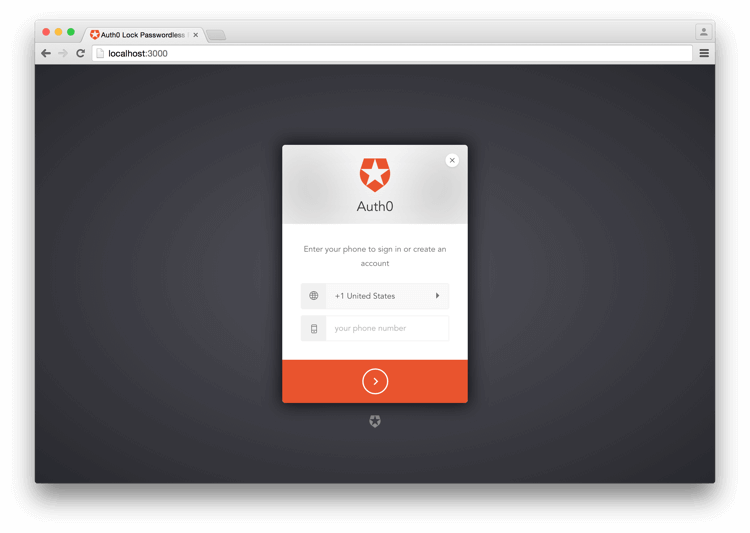 Auth0 Lock Passwordless
localhost:3000
Auth0
Enter your phone to sign in or create an
account
+1 United States
your phone number